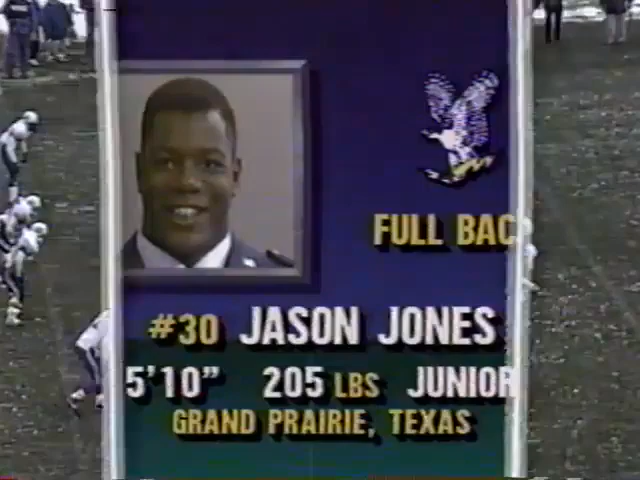 FULL BAC
#30 JASON JONES
5'10" 205 LBS JUNIOR
GRAND PRAIRIE, TEXAS